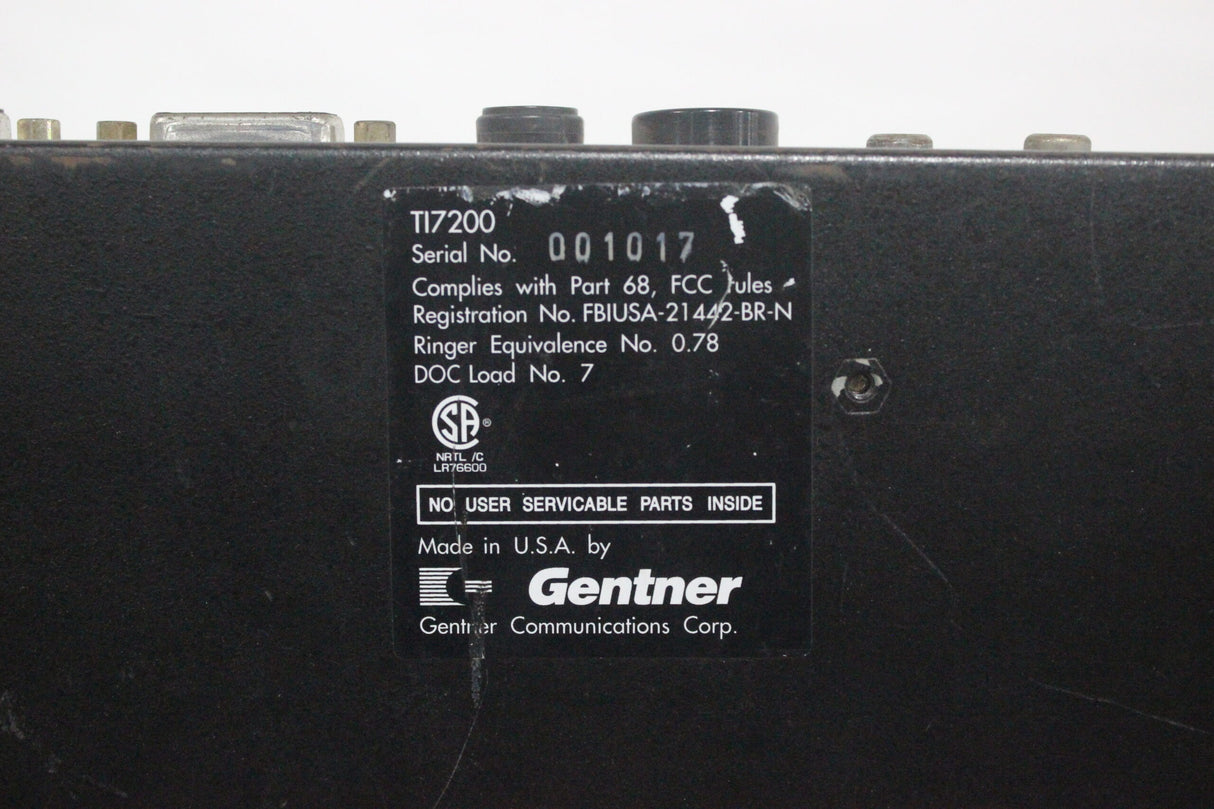 TI7200
Serial No. 001017
Complies with Part 68, FCC rules
Registration No. FBIUSA-21442-BR-N
Ringer Equivalence No. 0.78
DOC Load No. 7
CSA ®
NRTL /C
LR76600
NO USER SERVICABLE PARTS INSIDE
Made in U.S.A. by
Gentner
Gentner Communications Corp.